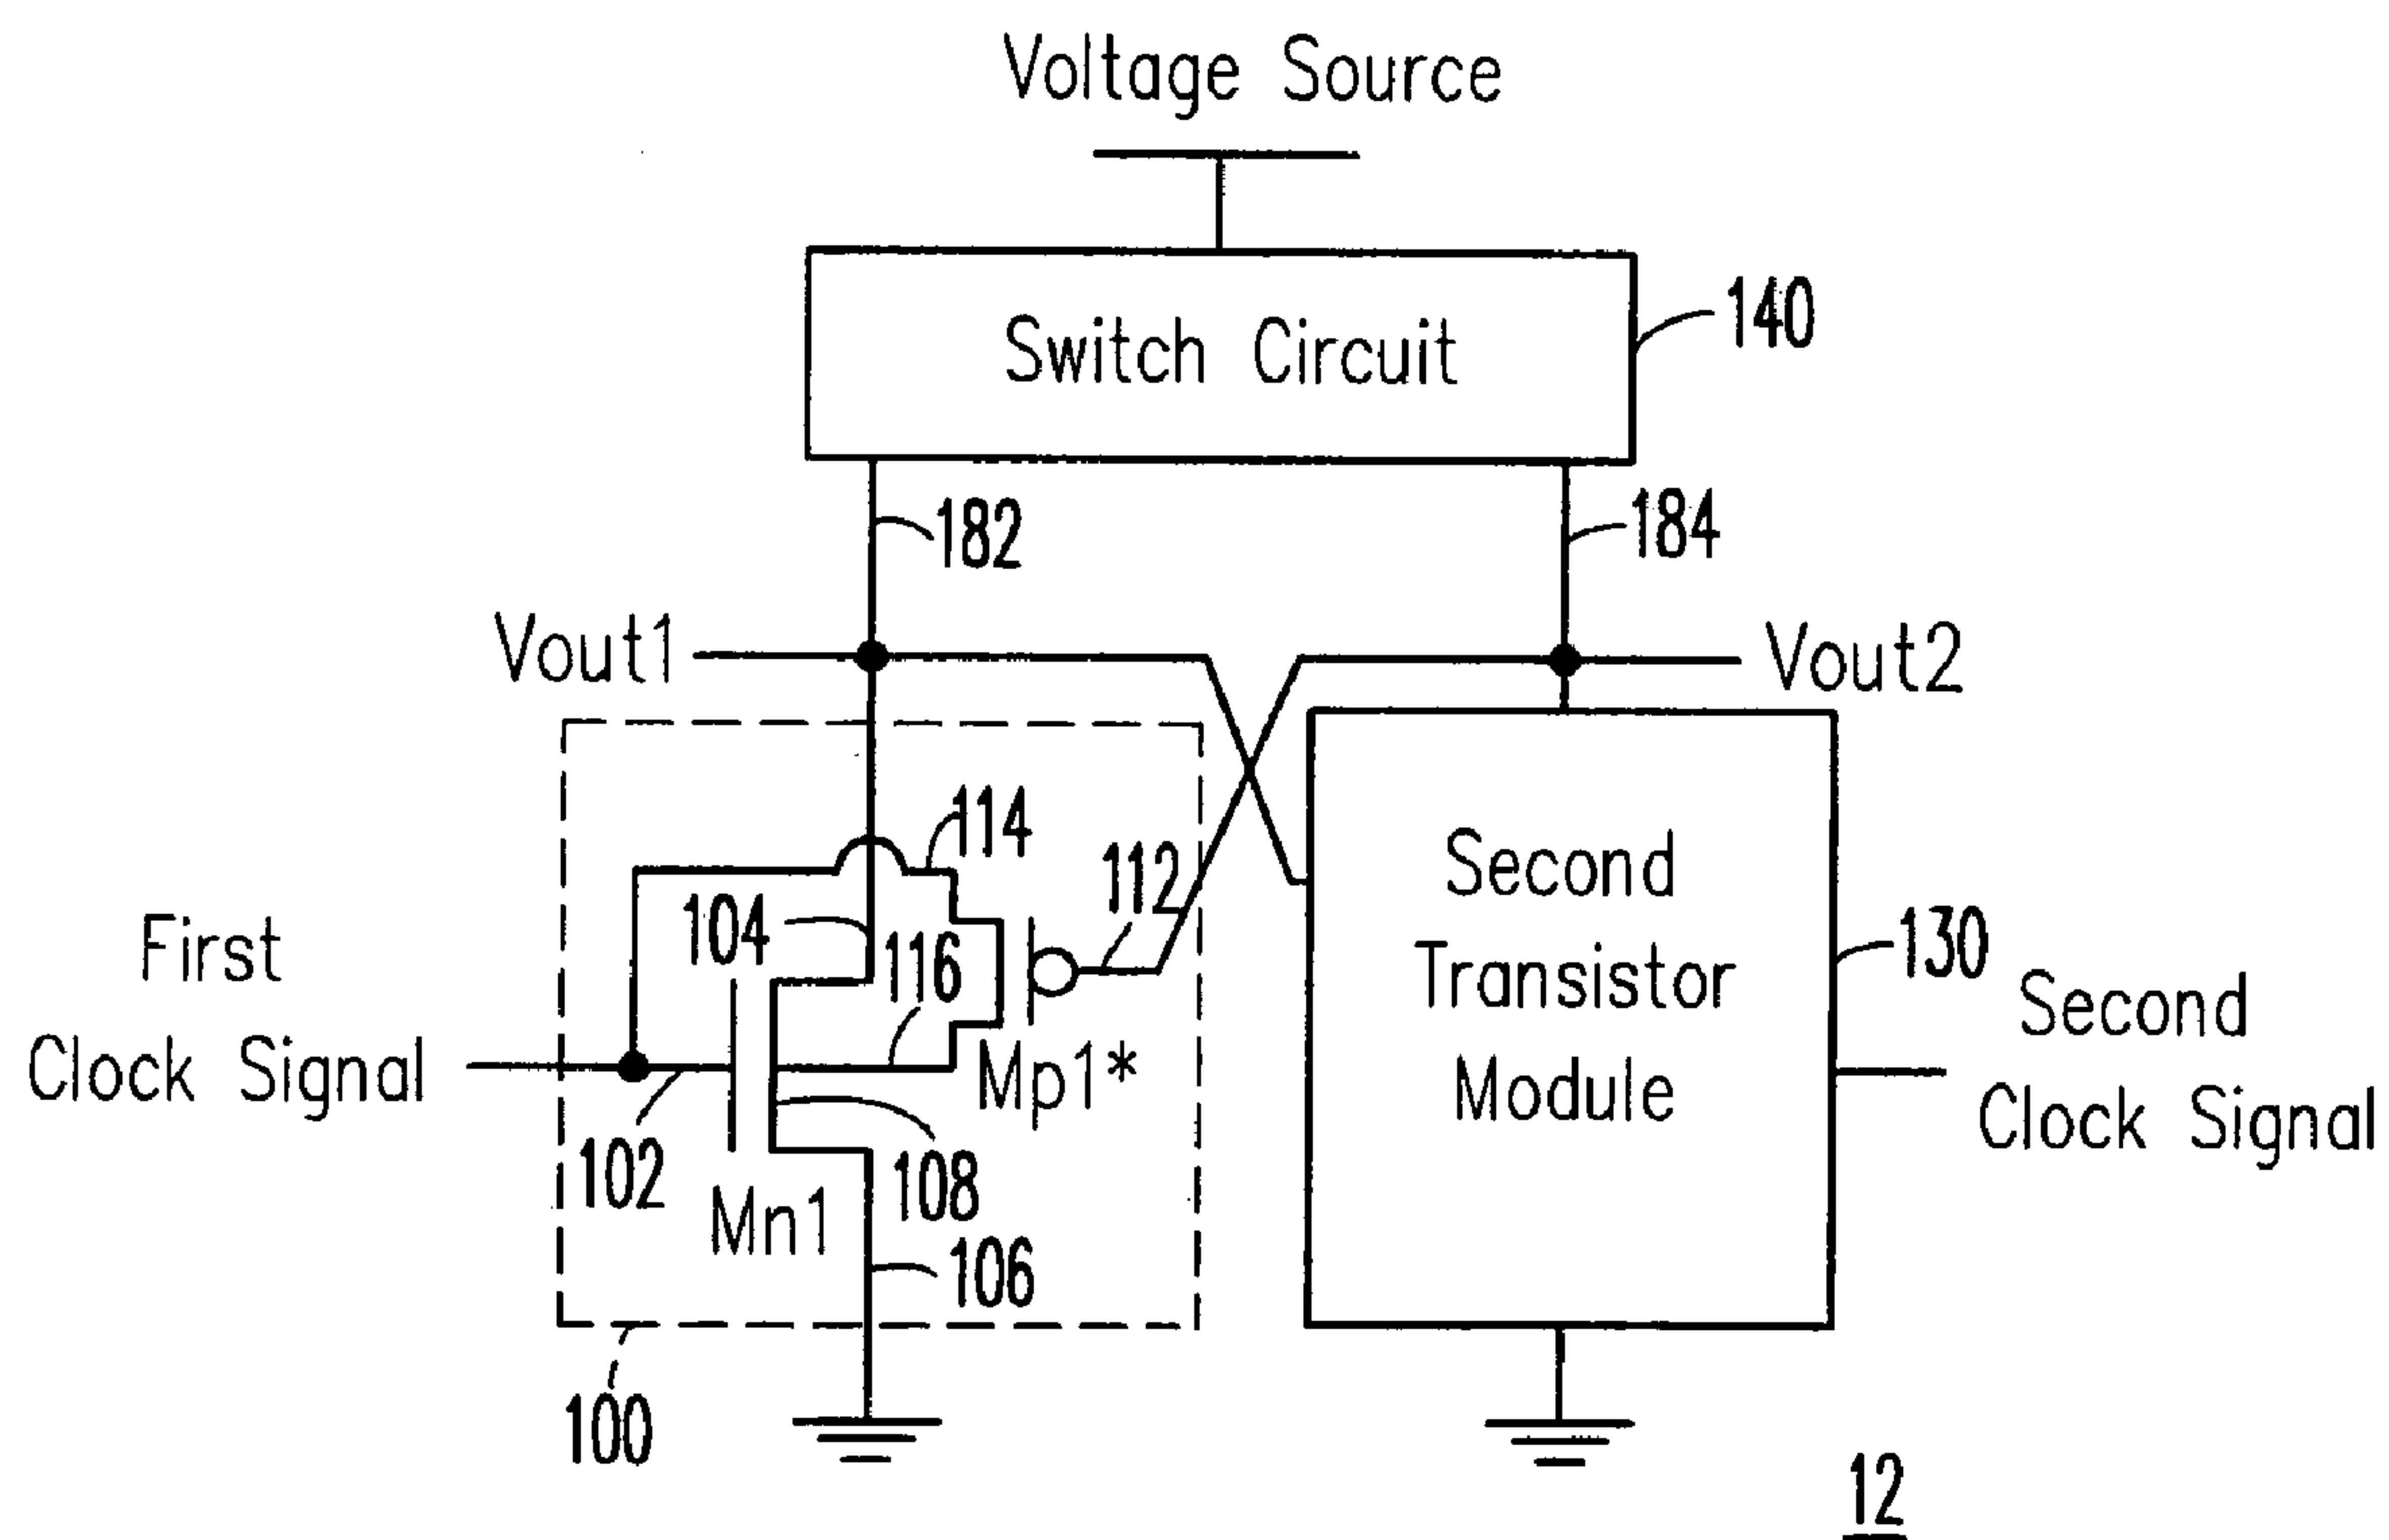 Voltage Source
Switch Circuit
140
182
184
Vout1
Vout2
114
112
104
116
First
Clock Signal
Second
Transistor
Module
130
Second
Clock Signal
Mp1*
102
108
Mn1
106
100
12